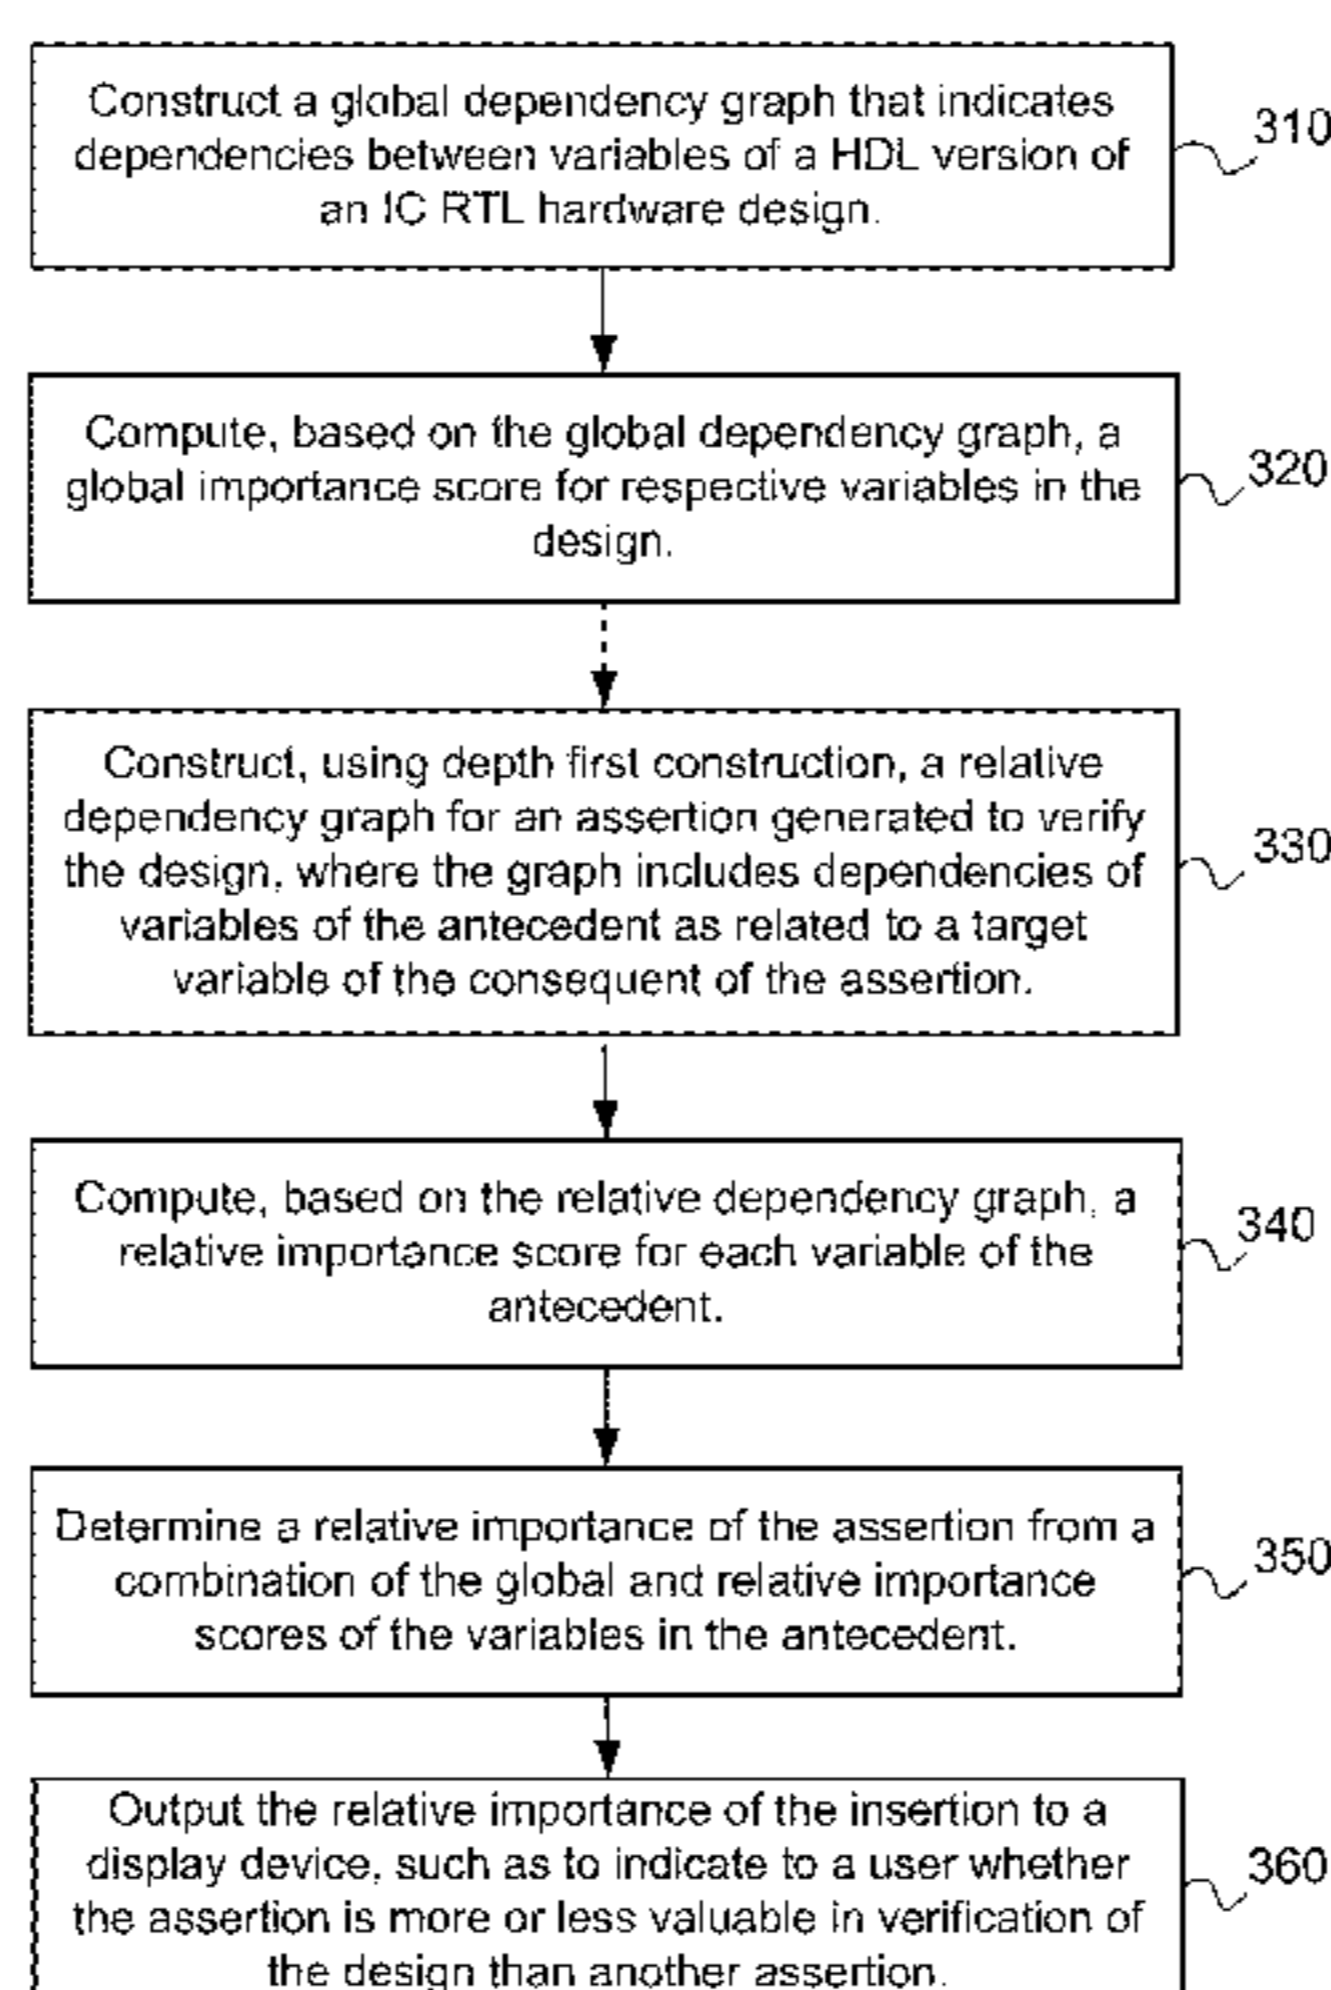 Construct a global dependency graph that indicates
dependencies between variables of a HDL version of
an IC RTL hardware design.
310
Compute, based on the global dependency graph, a
global importance score for respective variables in the
design.
320
Construct, using depth first construction, a relative
dependency graph for an assertion generated to verify
the design, where the graph includes dependencies of
variables of the antecedent as related to a target
variable of the consequent of the assertion.
330
Compute, based on the relative dependency graph, a
relative importance score for each variable of the
antecedent.
340
Determine a relative importance of the assertion from a
combination of the global and relative importance
scores of the variables in the antecedent.
350
Output the relative importance of the insertion to a
display device, such as to indicate to a user whether
the assertion is more or less valuable in verification of
the design than another assertion.
360